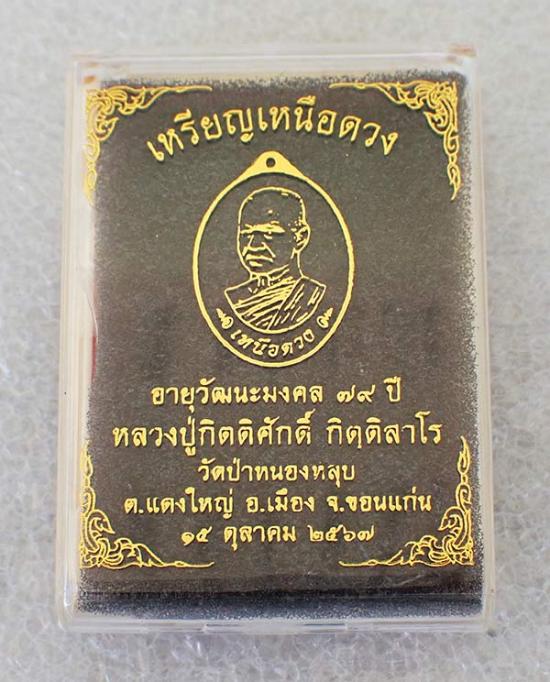 เหรียญเหนือดวง
เหนือดวง
อายุวัฒนะมงคล ๗๙ ปี
หลวงปู่กิตติศักดิ์ กิตฺติสาโร
วัดป่าหนองหลุบ
ต.แดงใหญ่ อ.เมือง จ.ขอนแก่น
๑๕ ตุลาคม ๒๕๖๗